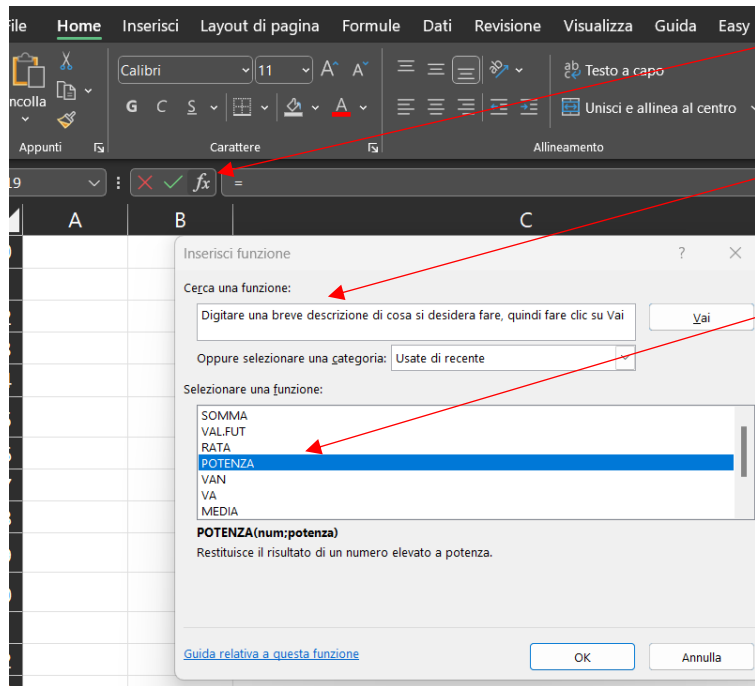 File Home Inserisci Layout di pagina Formule Dati Revisione Visualizza Guida Easy
Calibri 11 A A ab Testo a capo
ncolla G C S A Unisci e allinea al centro
Appunti Carattere Allineamento
19 fx =
A B C
Inserisci funzione ?
Cerca una funzione:
Digitare una breve descrizione di cosa si desidera fare, quindi fare clic su Vai Vai
Oppure selezionare una categoria: Usate di recente
Selezionare una funzione:
SOMMA
VAL.FUT
RATA
POTENZA
VAN
VA
MEDIA
POTENZA(num;potenza)
Restituisce il risultato di un numero elevato a potenza.
Guida relativa a questa funzione OK Annulla